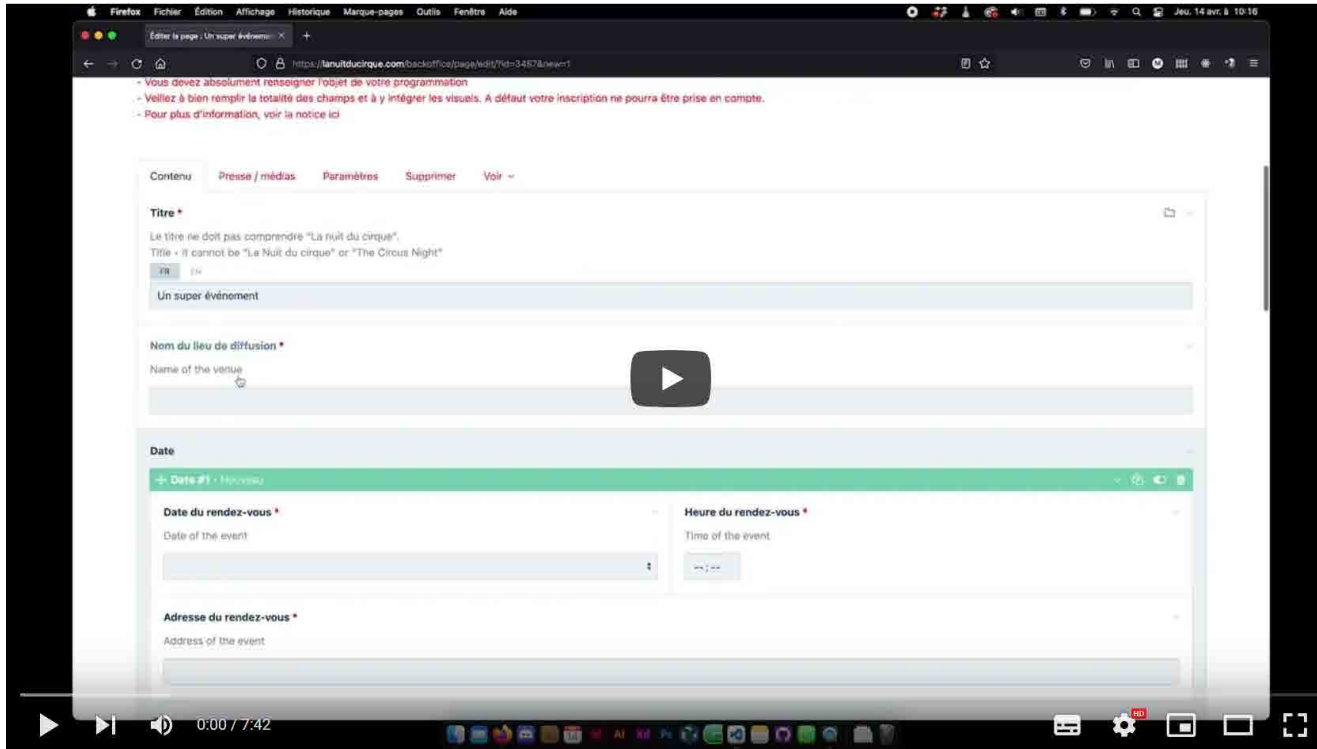 Firefox Fichier Édition Affichage Historique Marque-pages Outils Fenêtre Aide Jeu. 14 avr. à 10:16
Éditer la page : Un super événemen
https://lanuitducirque.com/backoffice/page/edit/?id=3457&new=1
- Vous devez absolument renseigner l'objet de votre programmation
- Veillez à bien remplir la totalité des champs et à y intégrer les visuels. A défaut votre inscription ne pourra être prise en compte.
- Pour plus d'information, voir la notice ici
Contenu Presse / médias Paramètres Supprimer Voir
Titre *
Le titre ne doit pas comprendre "La nuit du cirque".
Title - it cannot be "La Nuit du cirque" or "The Circus Night"
FR EN
Un super événement
Nom du lieu de diffusion *
Name of the venue
Date
Date #1 - Nouveau
Date du rendez-vous * Heure du rendez-vous *
Date of the event Time of the event
--:--
Adresse du rendez-vous *
Address of the event
0:00 / 7:42
HD